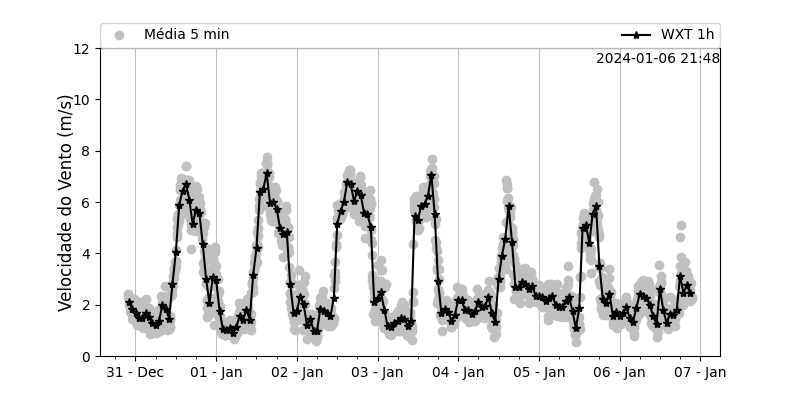 Média 5 min
WXT 1h
2024-01-06 21:48
Velocidade do Vento (m/s)
12
10
8
6
4
2
0
31 - Dec
01 - Jan
02 - Jan
03 - Jan
04 - Jan
05 - Jan
06 - Jan
07 - Jan